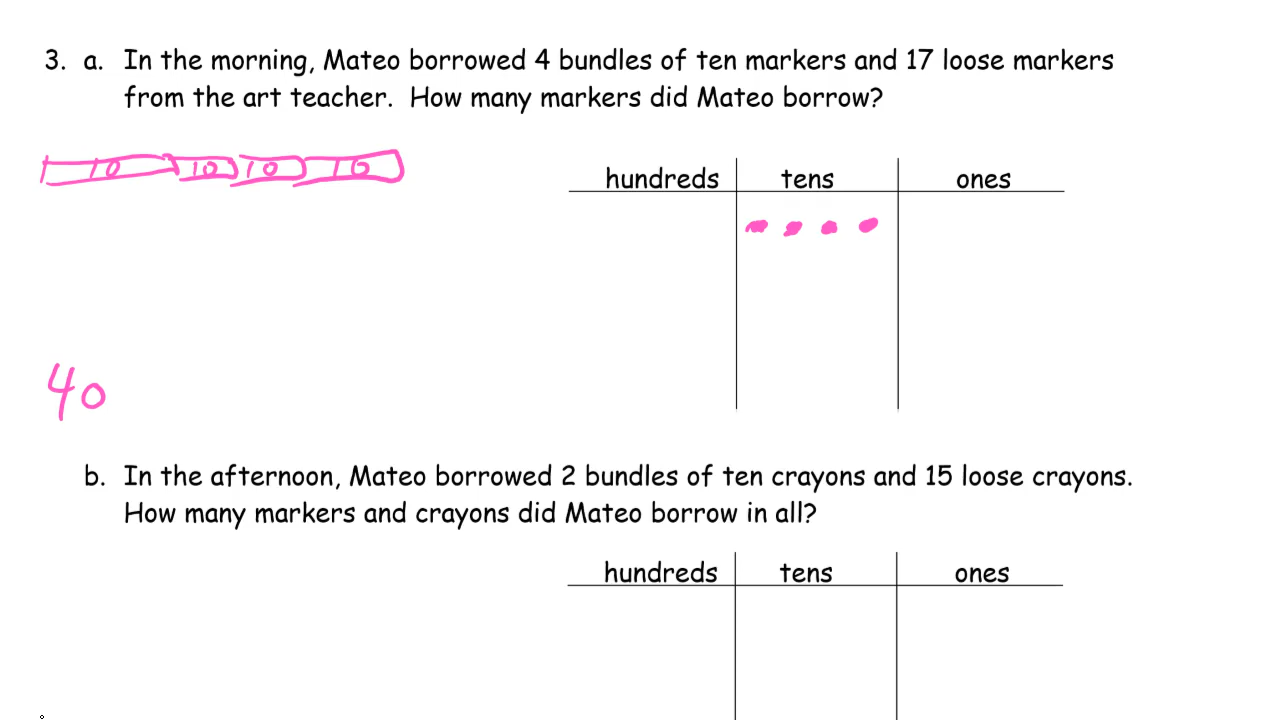 3. a. In the morning, Mateo borrowed 4 bundles of ten markers and 17 loose markers
from the art teacher. How many markers did Mateo borrow?
10 10 10 10
hundreds tens ones
40
b. In the afternoon, Mateo borrowed 2 bundles of ten crayons and 15 loose crayons.
How many markers and crayons did Mateo borrow in all?
hundreds tens ones